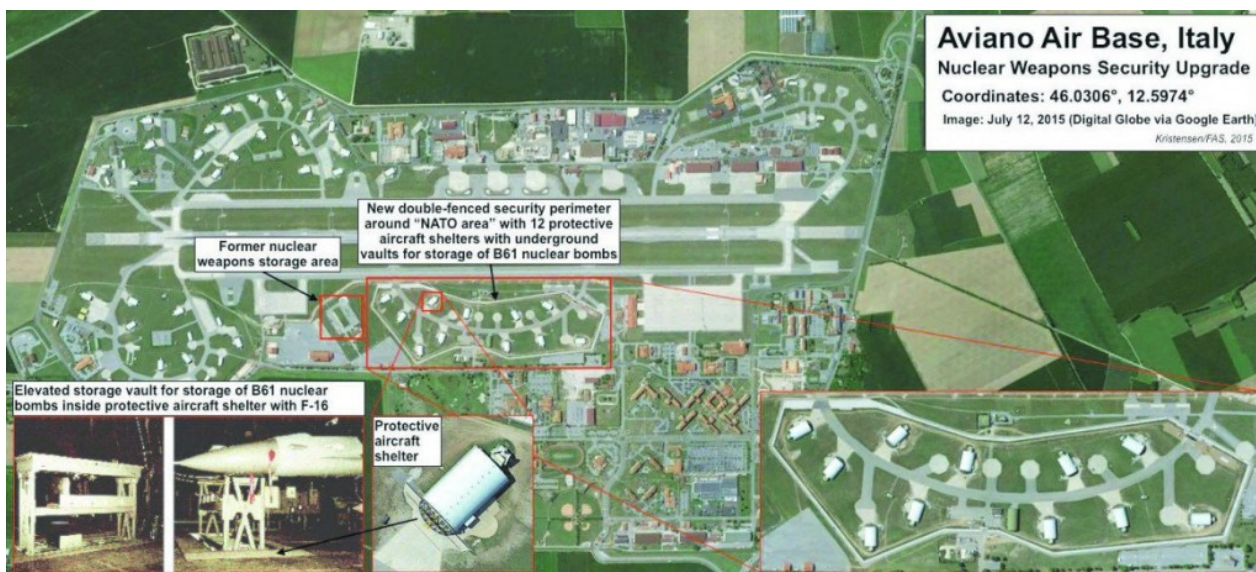 Aviano Air Base, Italy
Nuclear Weapons Security Upgrade
Coordinates: 46.0306°, 12.5974°
Image: July 12, 2015 (Digital Globe via Google Earth)
Kristensen/FAS, 2015
New double-fenced security perimeter
around “NATO area” with 12 protective
aircraft shelters with underground
vaults for storage of B61 nuclear bombs
Former nuclear
weapons storage area
Elevated storage vault for storage of B61 nuclear
bombs inside protective aircraft shelter with F-16
Protective
aircraft
shelter